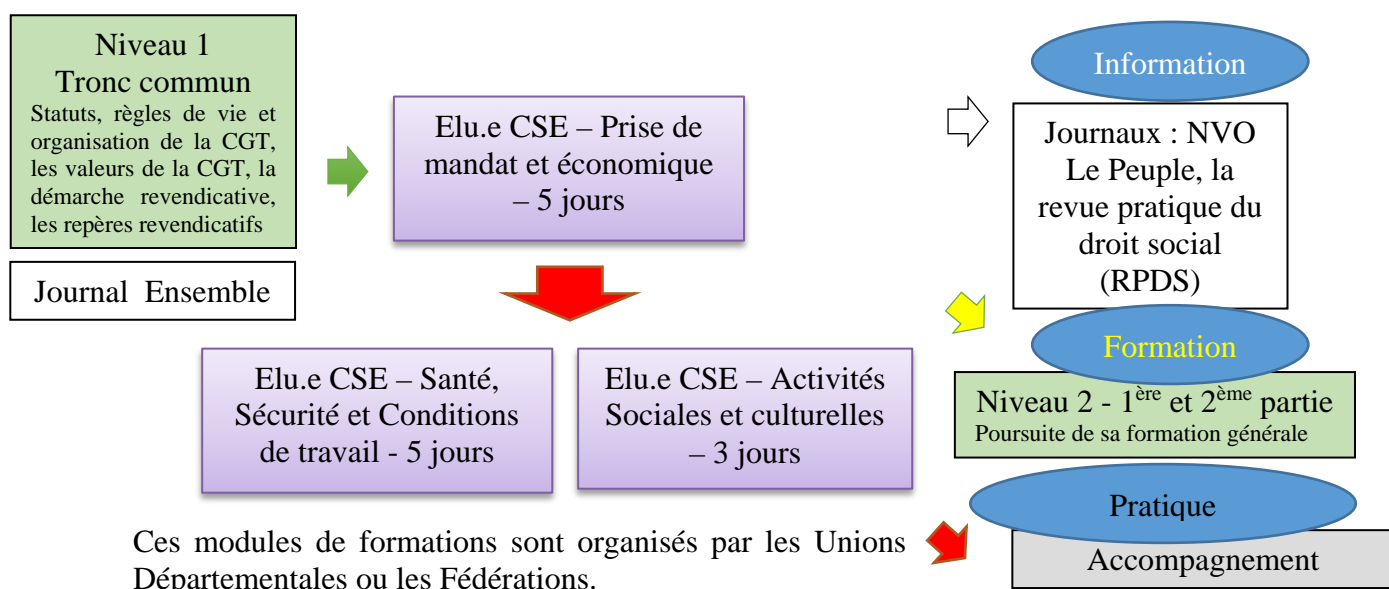 Niveau 1
Tronc commun
Statuts, règles de vie et
organisation de la CGT,
les valeurs de la CGT, la
démarche revendicative,
les repères revendicatifs
Journal Ensemble
Elu.e CSE – Prise de
mandat et économique
– 5 jours
Elu.e CSE – Santé,
Sécurité et Conditions
de travail - 5 jours
Elu.e CSE – Activités
Sociales et culturelles
– 3 jours
Ces modules de formations sont organisés par les Unions
Départementales ou les Fédérations.
Information
Journaux : NVO
Le Peuple, la
revue pratique du
droit social
(RPDS)
Formation
Niveau 2 - 1ère et 2ème partie
Poursuite de sa formation générale
Pratique
Accompagnement